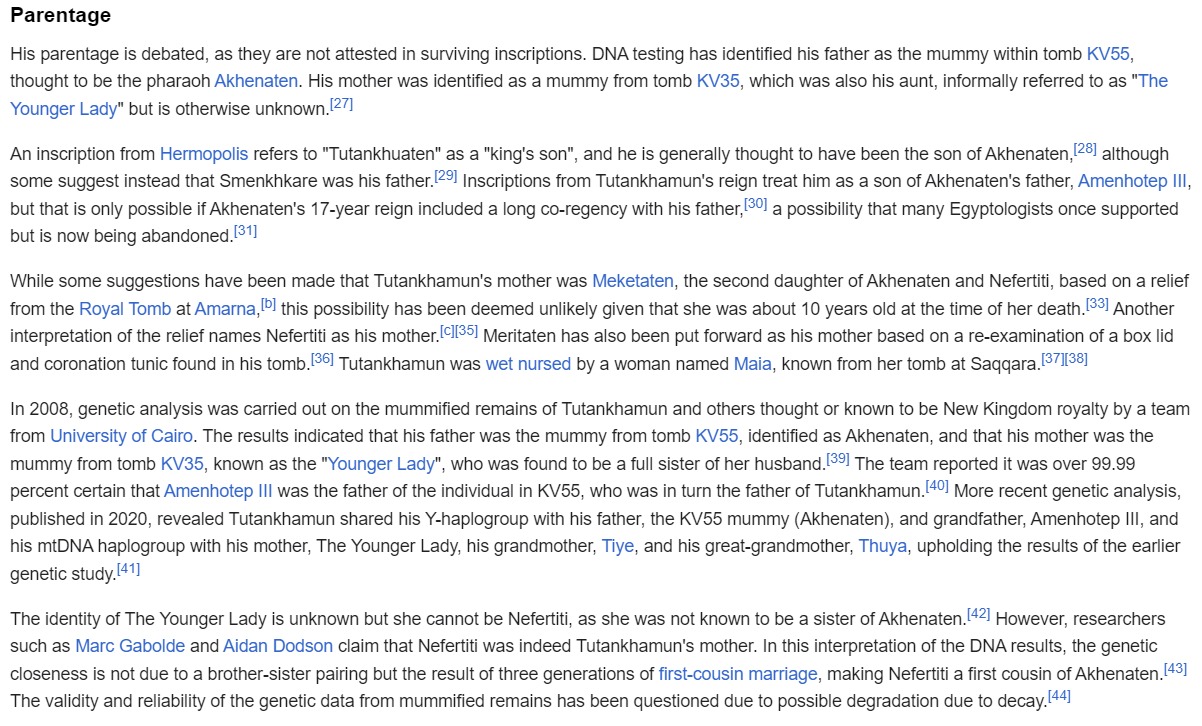 Parentage
His parentage is debated, as they are not attested in surviving inscriptions. DNA testing has identified his father as the mummy within tomb KV55,
thought to be the pharaoh Akhenaten. His mother was identified as a mummy from tomb KV35, which was also his aunt, informally referred to as "The
Younger Lady" but is otherwise unknown.[27]
An inscription from Hermopolis refers to "Tutankhuaten" as a "king's son", and he is generally thought to have been the son of Akhenaten,[28] although
some suggest instead that Smenkhkare was his father.[29] Inscriptions from Tutankhamun's reign treat him as a son of Akhenaten's father, Amenhotep III,
but that is only possible if Akhenaten's 17-year reign included a long co-regency with his father,[30] a possibility that many Egyptologists once supported
but is now being abandoned.[31]
While some suggestions have been made that Tutankhamun's mother was Meketaten, the second daughter of Akhenaten and Nefertiti, based on a relief
from the Royal Tomb at Amarna,[b] this possibility has been deemed unlikely given that she was about 10 years old at the time of her death.[33] Another
interpretation of the relief names Nefertiti as his mother.[c][35] Meritaten has also been put forward as his mother based on a re-examination of a box lid
and coronation tunic found in his tomb.[36] Tutankhamun was wet nursed by a woman named Maia, known from her tomb at Saqqara.[37][38]
In 2008, genetic analysis was carried out on the mummified remains of Tutankhamun and others thought or known to be New Kingdom royalty by a team
from University of Cairo. The results indicated that his father was the mummy from tomb KV55, identified as Akhenaten, and that his mother was the
mummy from tomb KV35, known as the "Younger Lady", who was found to be a full sister of her husband.[39] The team reported it was over 99.99
percent certain that Amenhotep III was the father of the individual in KV55, who was in turn the father of Tutankhamun.[40] More recent genetic analysis,
published in 2020, revealed Tutankhamun shared his Y-haplogroup with his father, the KV55 mummy (Akhenaten), and grandfather, Amenhotep III, and
his mtDNA haplogroup with his mother, The Younger Lady, his grandmother, Tiye, and his great-grandmother, Thuya, upholding the results of the earlier
genetic study.[41]
The identity of The Younger Lady is unknown but she cannot be Nefertiti, as she was not known to be a sister of Akhenaten.[42] However, researchers
such as Marc Gabolde and Aidan Dodson claim that Nefertiti was indeed Tutankhamun's mother. In this interpretation of the DNA results, the genetic
closeness is not due to a brother-sister pairing but the result of three generations of first-cousin marriage, making Nefertiti a first cousin of Akhenaten.[43]
The validity and reliability of the genetic data from mummified remains has been questioned due to possible degradation due to decay.[44]